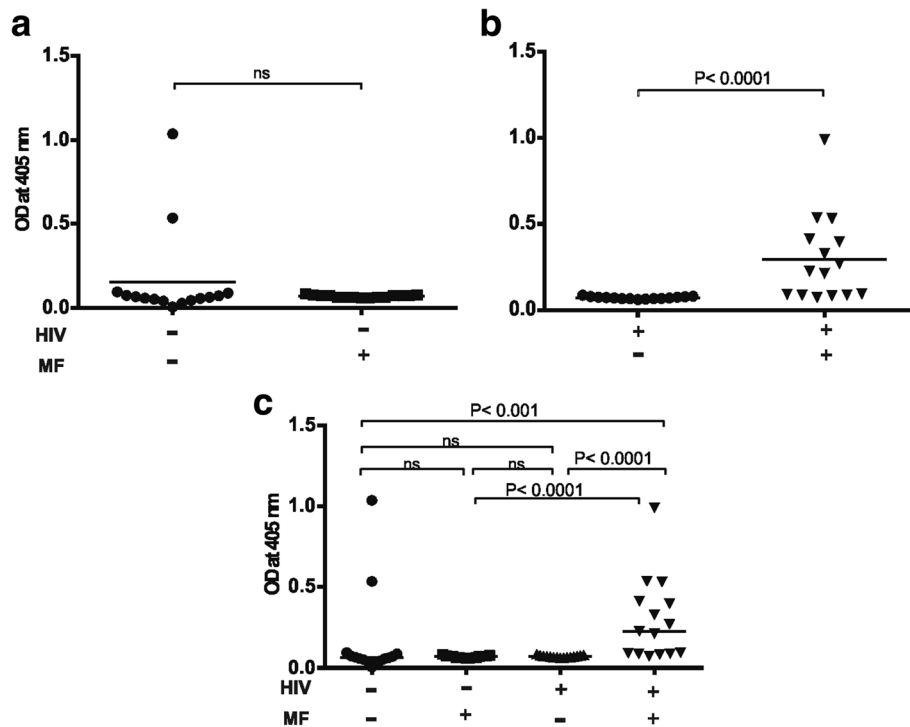 a
1.5
ns
1.0
0.5
0.0
OD at 405 nm
HIV - -
MF - +
b
1.5
P< 0.0001
1.0
0.5
0.0
+ +
- +
c
1.5
P< 0.001
ns
ns ns P< 0.0001
P< 0.0001
1.0
0.5
0.0
OD at 405 nm
HIV - - + +
MF - + - +